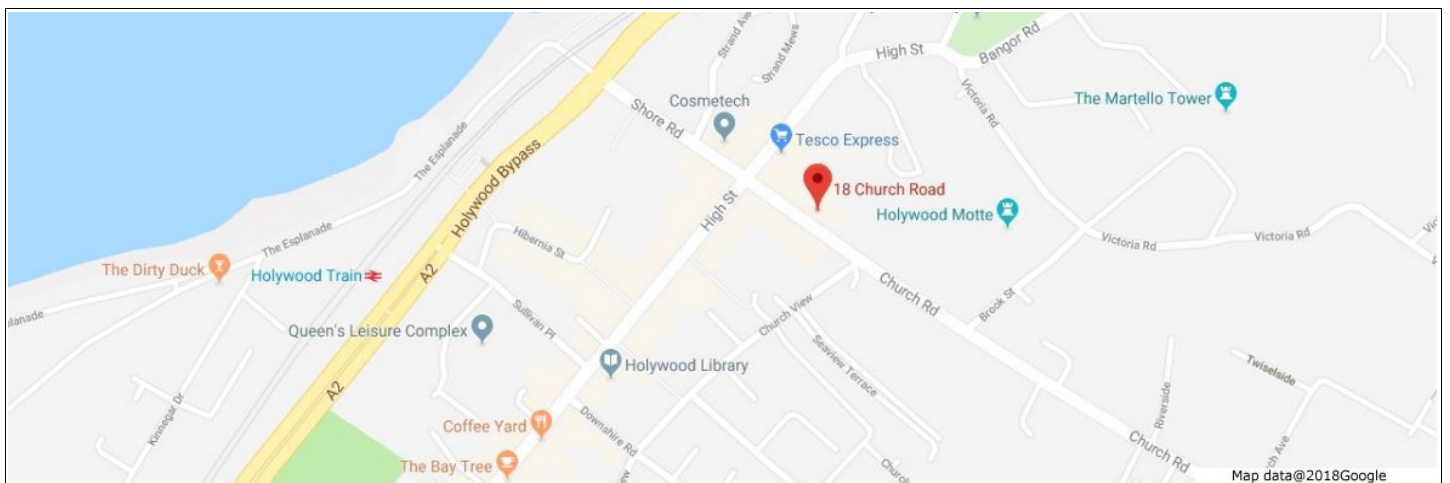 Strand Ave
Strand Mews
High St
Bangor Rd
Cosmetech
Shore Rd
Victoria Rd
The Martello Tower
Tesco Express
The Esplanade
Holywood Bypass
18 Church Road
High St
Holywood Motte
Victoria Rd
Victoria Rd
The Esplanade
Hibernia St
The Dirty Duck
Holywood Train
A2
Church Rd
Brook St
Sullivan Pl
Church View
Queen's Leisure Complex
Seaview Terrace
Holywood Library
Twiselside
A2
Kinnegar Dr
Downshire Rd
Riverside
Coffee Yard
Church Rd
The Bay Tree
Map data@2018Google